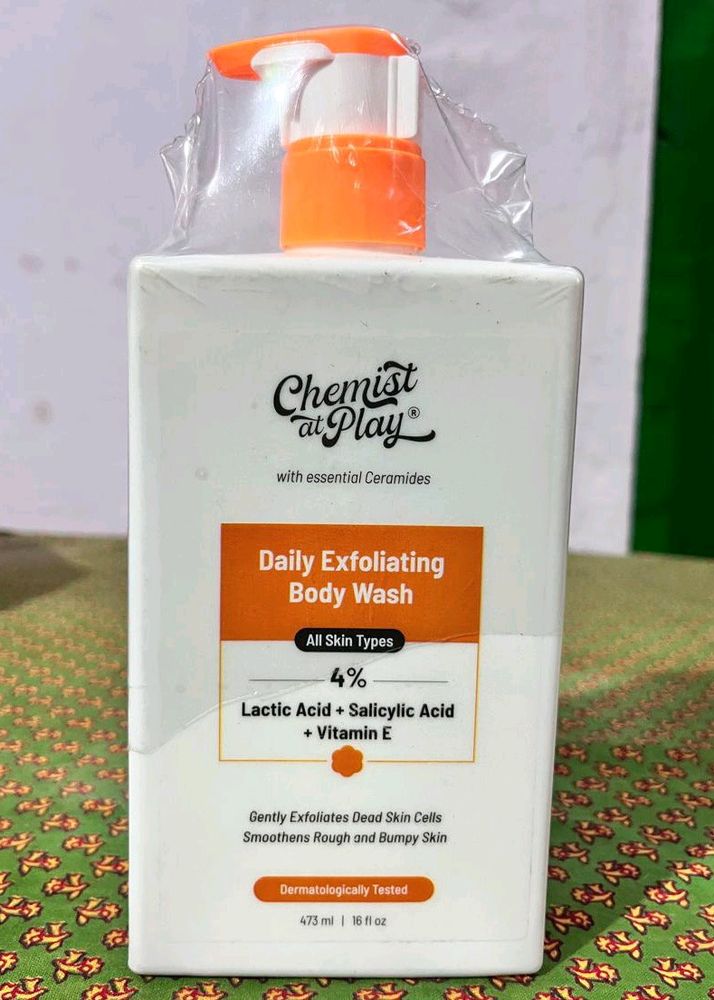 Chemist
at Play®
with essential Ceramides
Daily Exfoliating
Body Wash
All Skin Types
4%
Lactic Acid + Salicylic Acid
+ Vitamin E
Gently Exfoliates Dead Skin Cells
Smoothens Rough and Bumpy Skin
Dermatologically Tested
473 ml | 16 fl oz